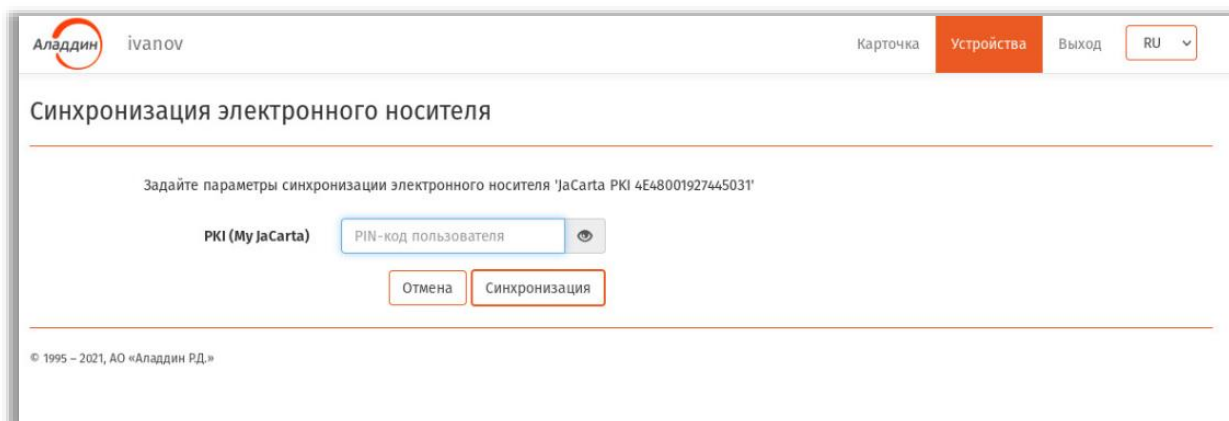 Аладдин ivanov Карточка Устройства Выход RU
Синхронизация электронного носителя
Задайте параметры синхронизации электронного носителя 'JaCarta PKI 4E48001927445031'
PKI (My JaCarta) PIN-код пользователя
Отмена Синхронизация
© 1995 – 2021, АО «Аладдин Р.Д.»